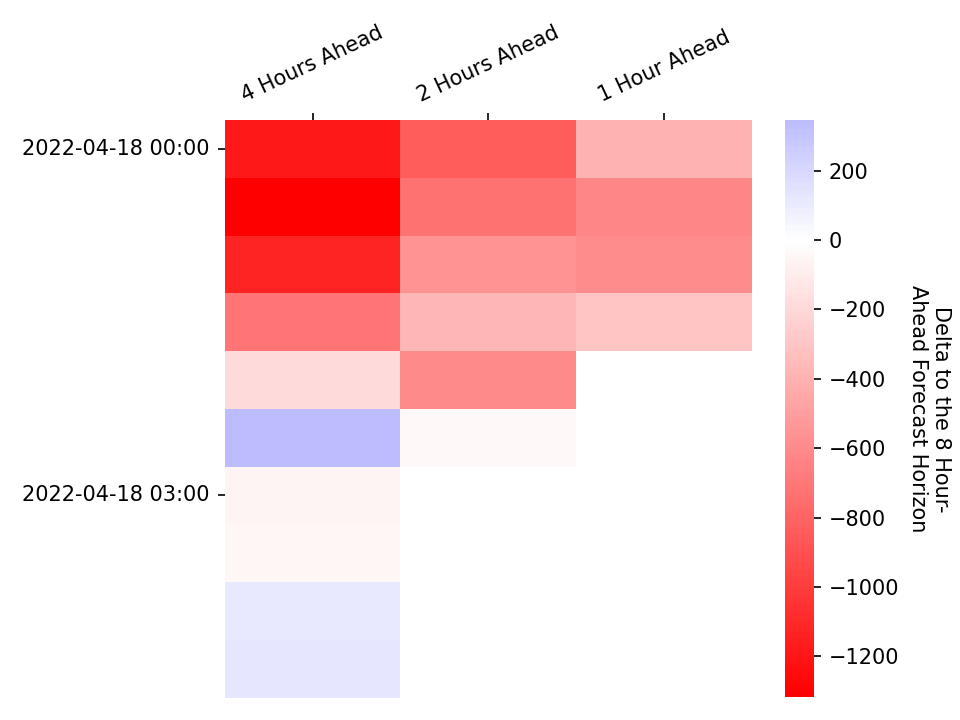 4 Hours Ahead
2 Hours Ahead
1 Hour Ahead
2022-04-18 00:00
2022-04-18 03:00
200
0
−200
−400
−600
−800
−1000
−1200
Delta to the 8 Hour-
Ahead Forecast Horizon